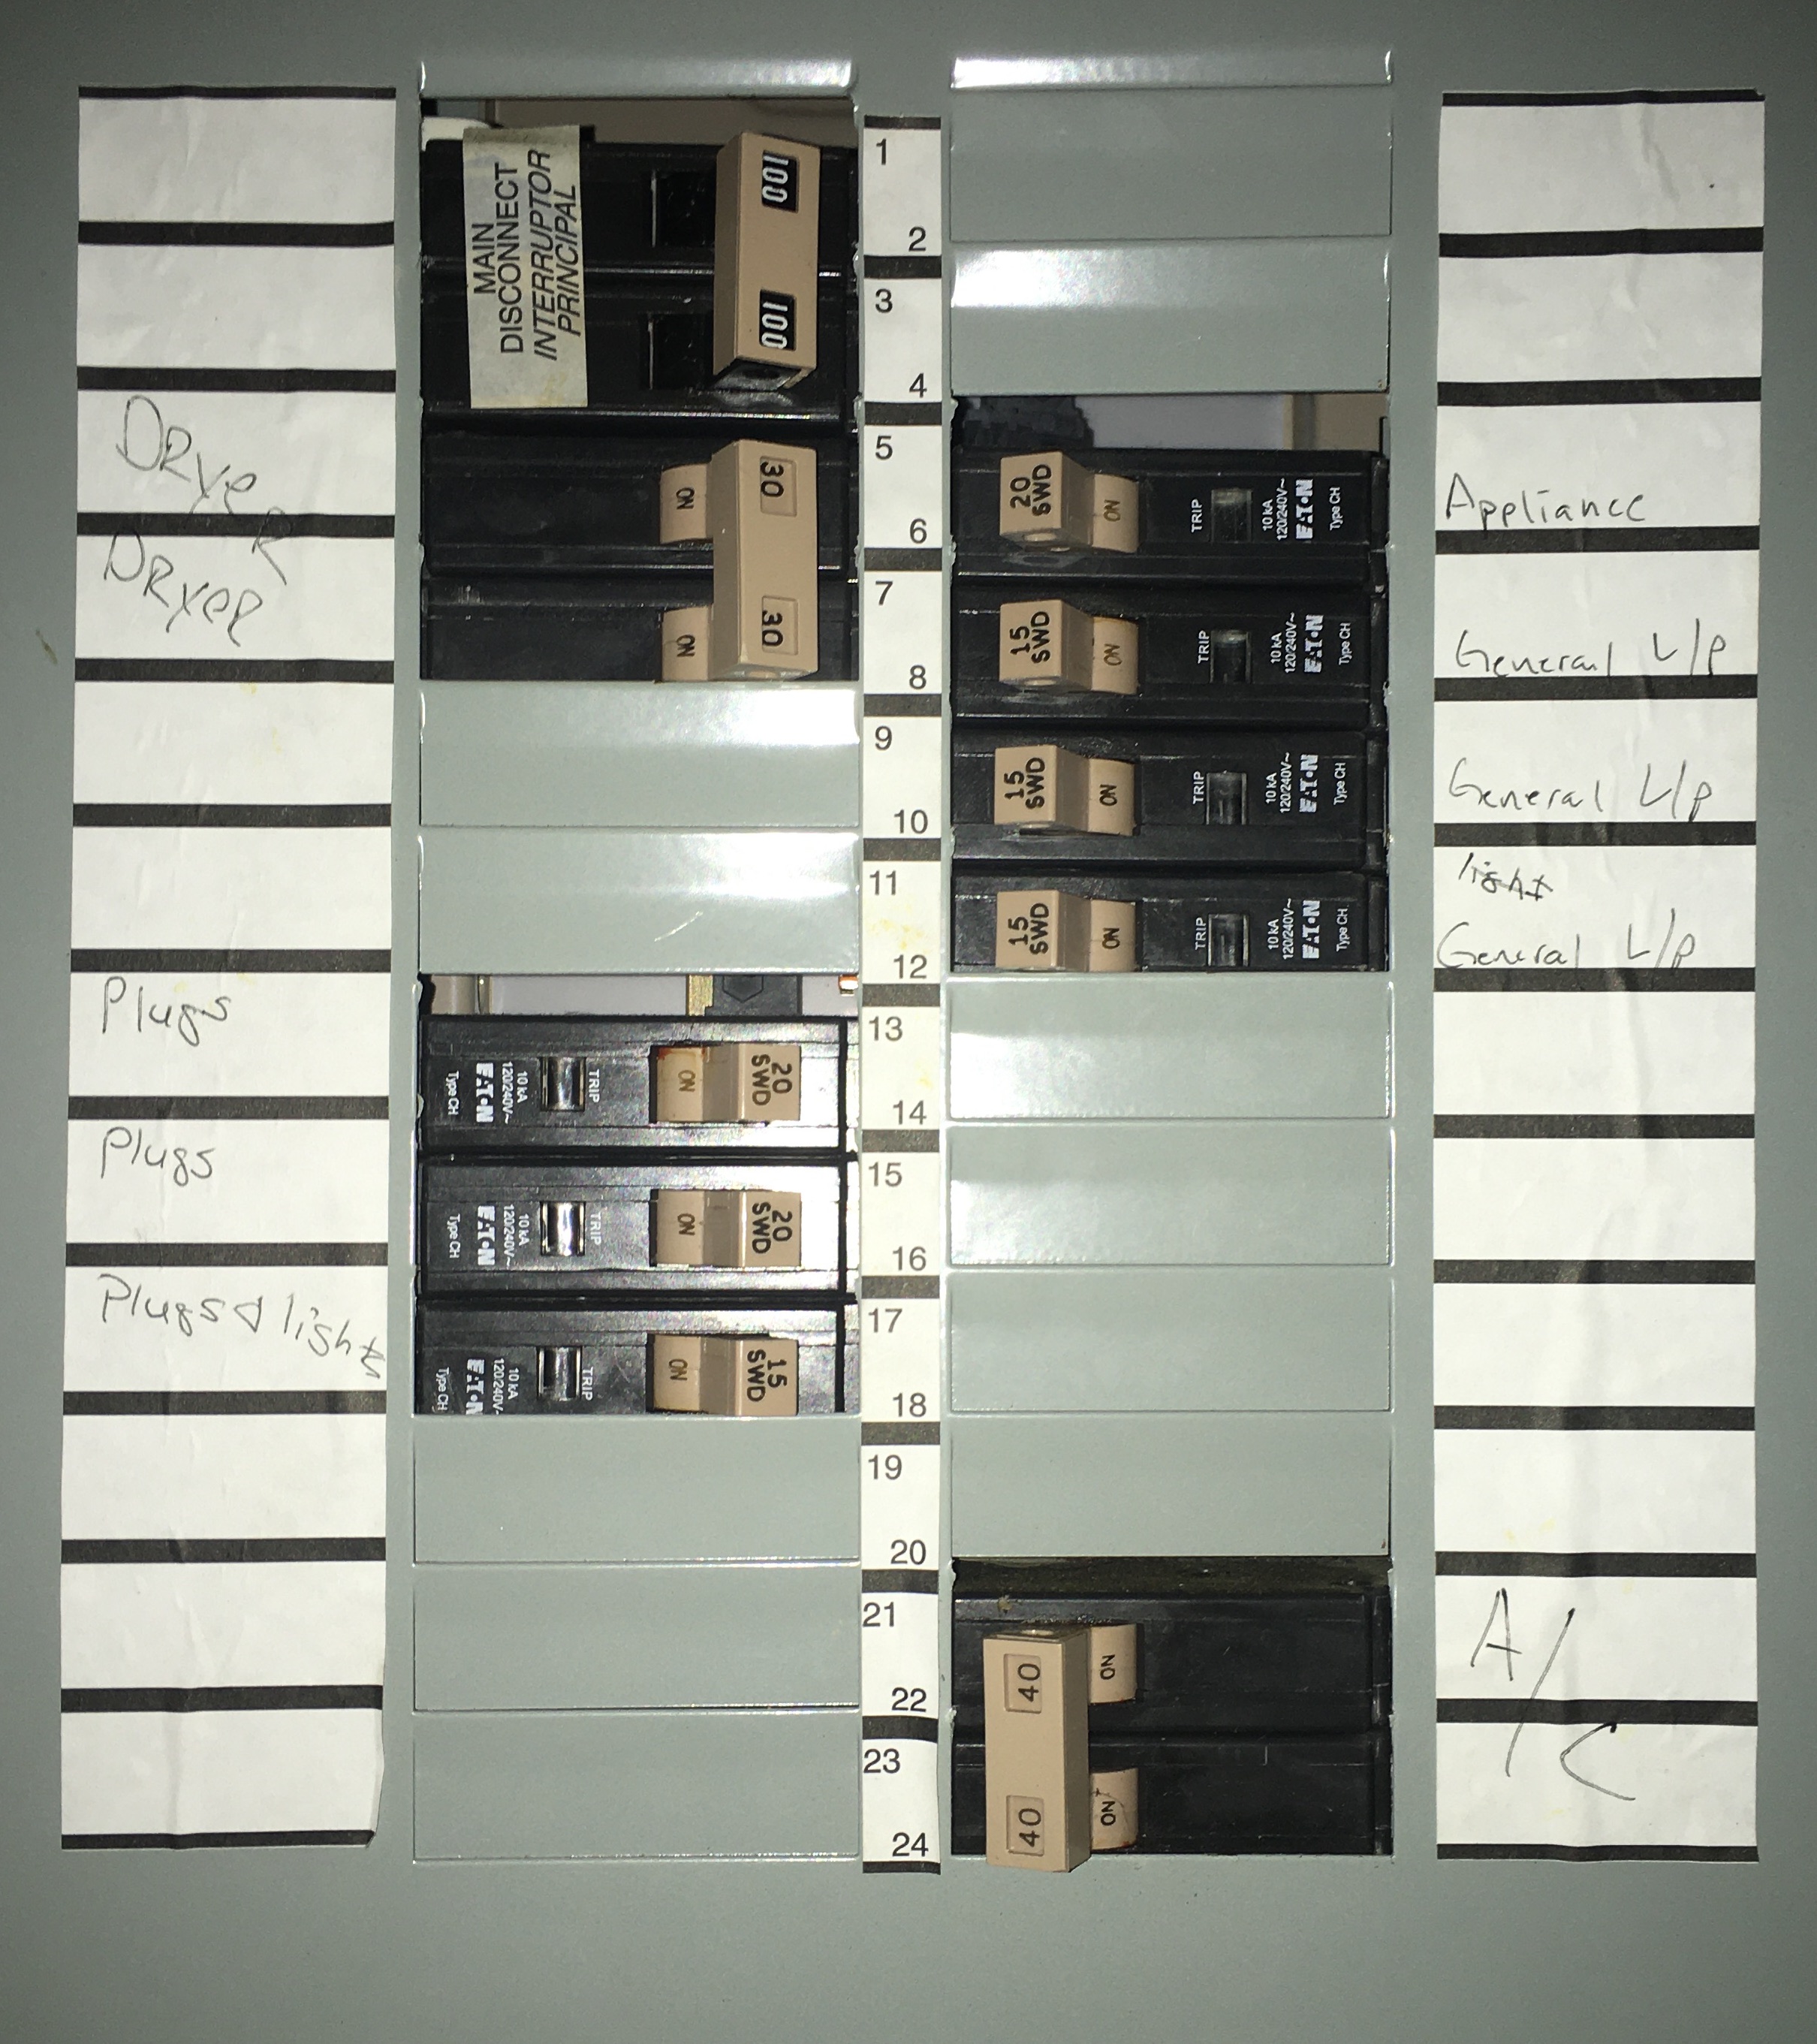 MAIN
DISCONNECT
INTERRUPTOR
PRINCIPAL
100
100
1
2
3
4
DRyeR
ON
30
5
6
20
SWD
ON
TRIP
10 kA
120/240V~
EATON
Type CH
Appliance
DRyeR
ON
30
7
8
15
SWD
ON
TRIP
10 kA
120/240V~
EATON
Type CH
General L/P
9
10
15
SWD
ON
TRIP
10 kA
120/240V~
EATON
Type CH
General L/P
11
12
15
SWD
ON
TRIP
10 kA
120/240V~
EATON
Type CH
light
General L/P
Plugs
Type CH
EATON
120/240V~
10 kA
TRIP
ON
20
SWD
13
14
Plugs
Type CH
EATON
120/240V~
10 kA
TRIP
ON
20
SWD
15
16
Plugs & light
Type CH
EATON
120/240V~
10 kA
TRIP
ON
15
SWD
17
18
19
20
21
22
40
ON
A/C
23
24
40
ON